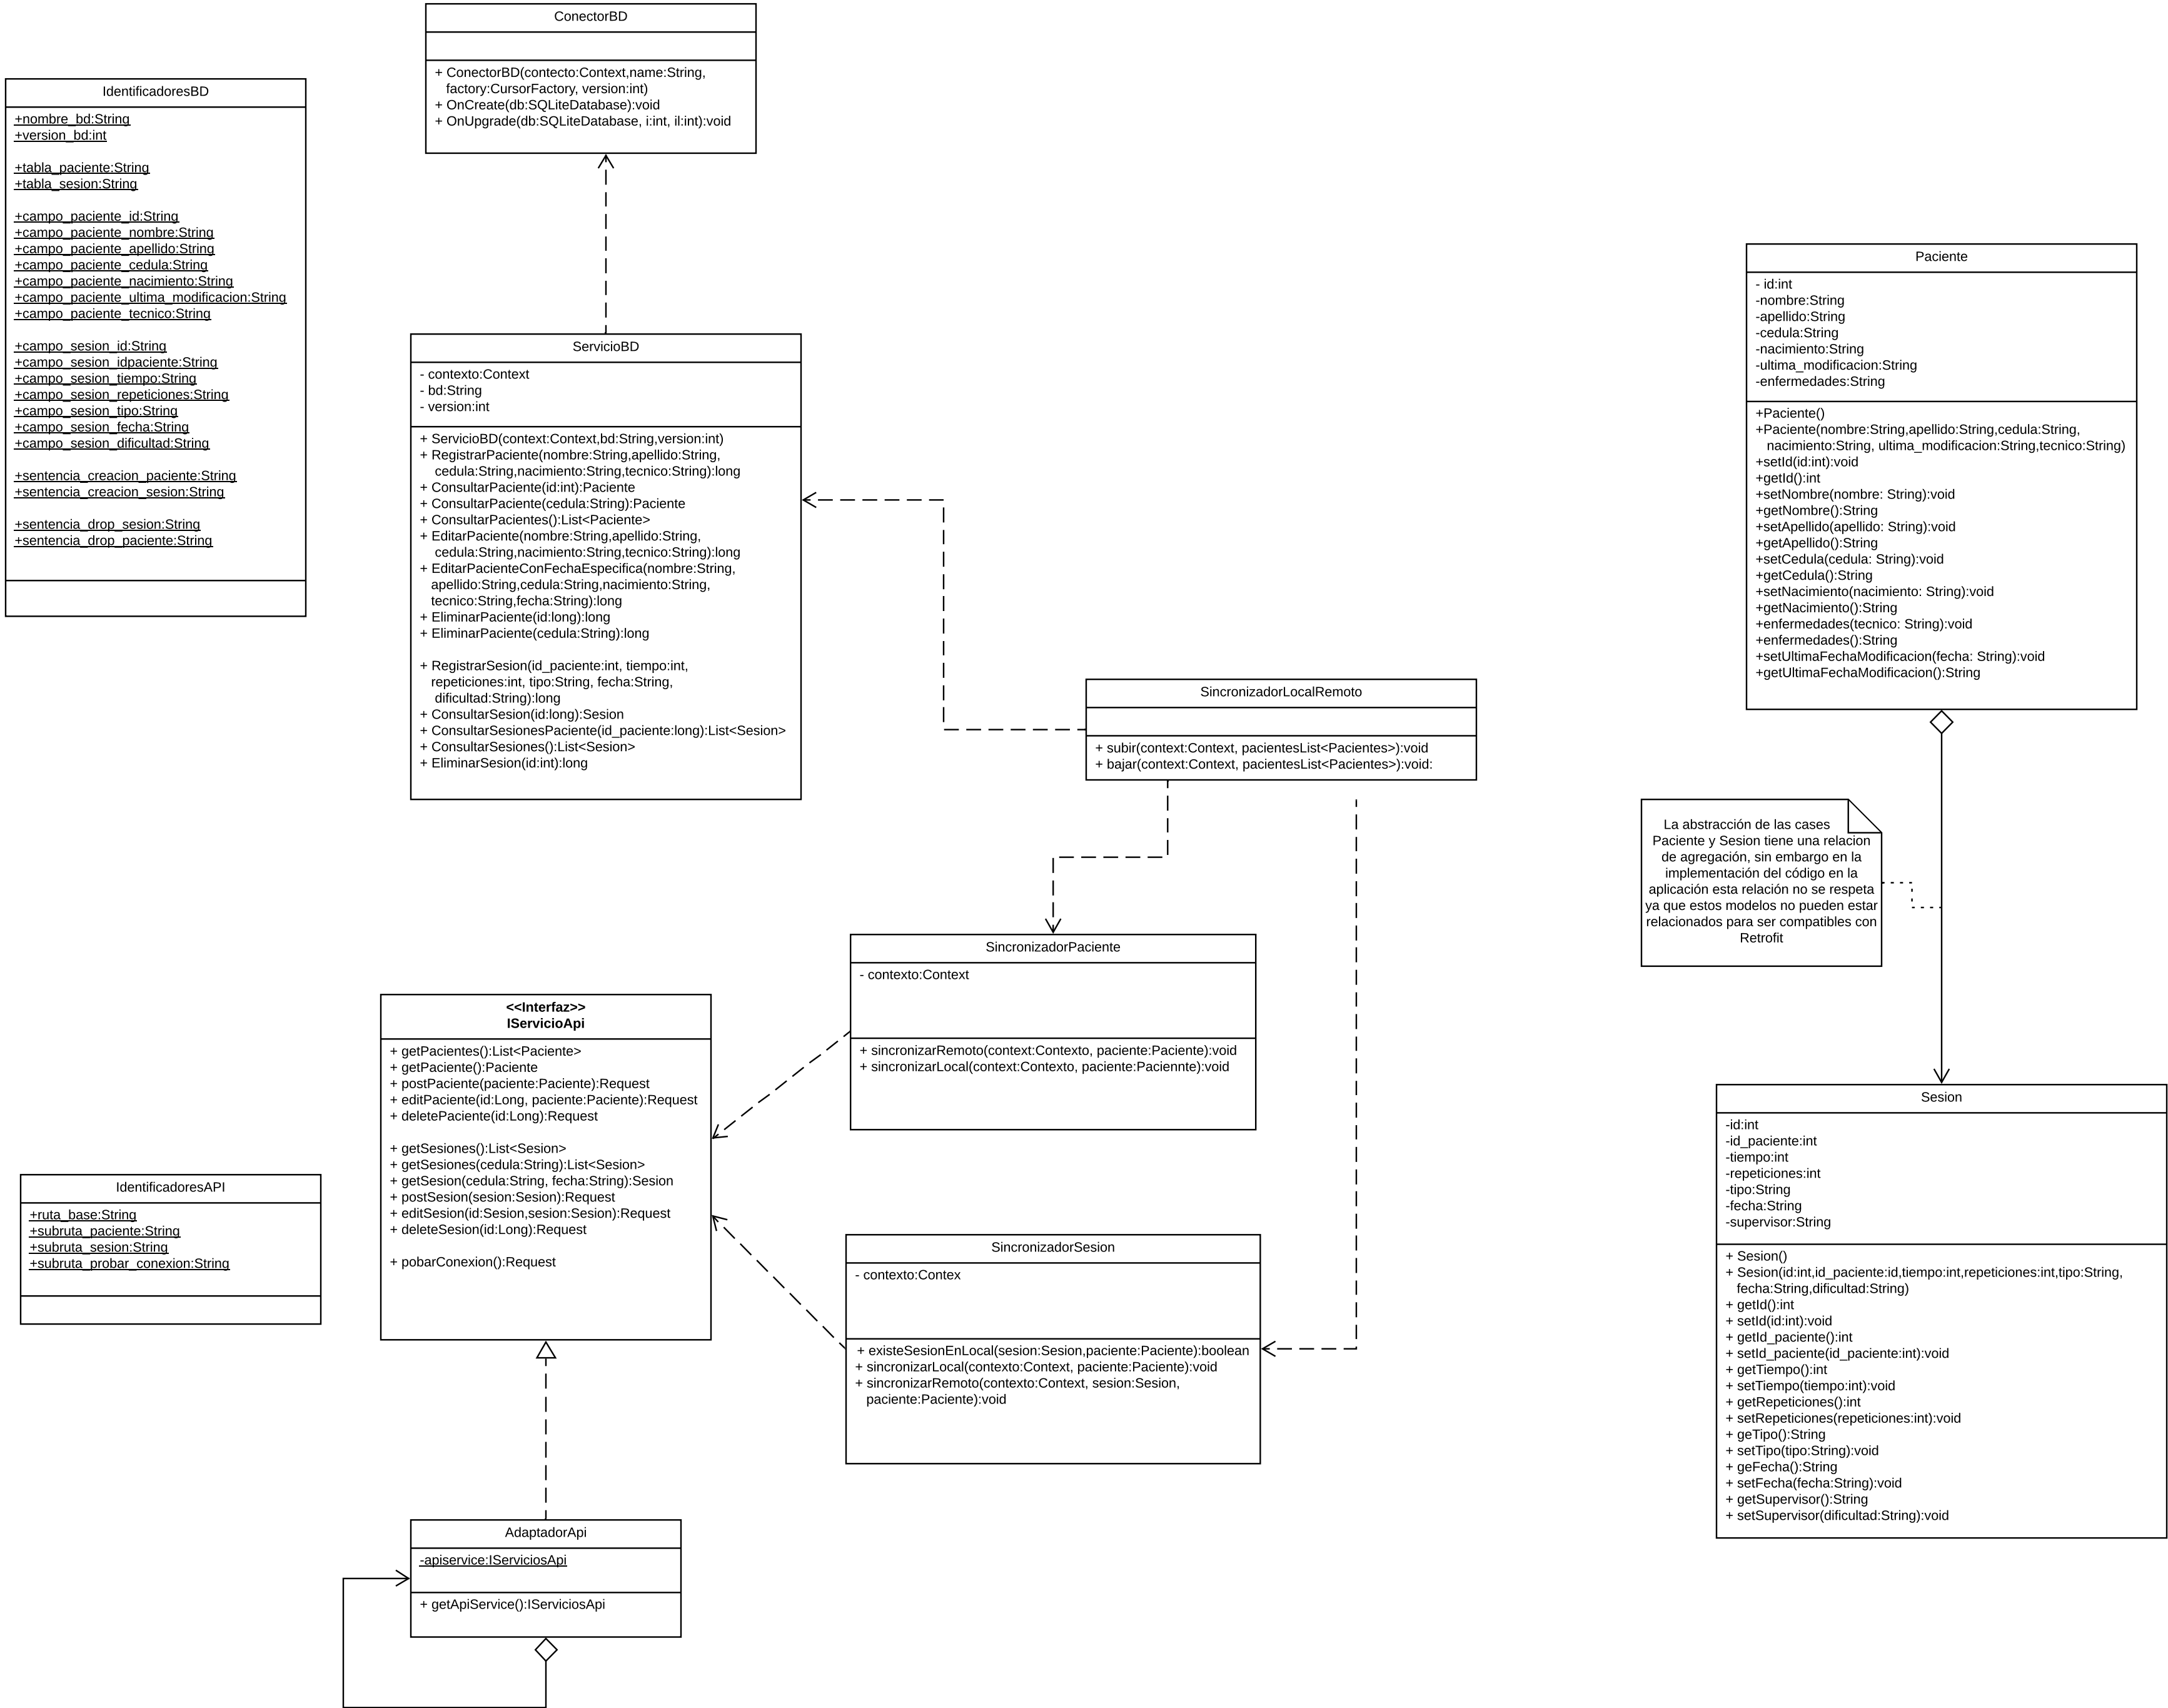 ConectorBD
+ ConectorBD(contecto:Context,name:String,
factory:CursorFactory, version:int)
+ OnCreate(db:SQLiteDatabase):void
+ OnUpgrade(db:SQLiteDatabase, i:int, il:int):void
IdentificadoresBD
+nombre_bd:String
+version_bd:int
+tabla_paciente:String
+tabla_sesion:String
+campo_paciente_id:String
+campo_paciente_nombre:String
+campo_paciente_apellido:String
+campo_paciente_cedula:String
+campo_paciente_nacimiento:String
+campo_paciente_ultima_modificacion:String
+campo_paciente_tecnico:String
+campo_sesion_id:String
+campo_sesion_idpaciente:String
+campo_sesion_tiempo:String
+campo_sesion_repeticiones:String
+campo_sesion_tipo:String
+campo_sesion_fecha:String
+campo_sesion_dificultad:String
+sentencia_creacion_paciente:String
+sentencia_creacion_sesion:String
+sentencia_drop_sesion:String
+sentencia_drop_paciente:String
ServicioBD
- contexto:Context
- bd:String
- version:int
+ ServicioBD(context:Context,bd:String,version:int)
+ RegistrarPaciente(nombre:String,apellido:String,
cedula:String,nacimiento:String,tecnico:String):long
+ ConsultarPaciente(id:int):Paciente
+ ConsultarPaciente(cedula:String):Paciente
+ ConsultarPacientes():List<Paciente>
+ EditarPaciente(nombre:String,apellido:String,
cedula:String,nacimiento:String,tecnico:String):long
+ EditarPacienteConFechaEspecifica(nombre:String,
apellido:String,cedula:String,nacimiento:String,
tecnico:String,fecha:String):long
+ EliminarPaciente(id:long):long
+ EliminarPaciente(cedula:String):long
+ RegistrarSesion(id_paciente:int, tiempo:int,
repeticiones:int, tipo:String, fecha:String,
dificultad:String):long
+ ConsultarSesion(id:long):Sesion
+ ConsultarSesionesPaciente(id_paciente:long):List<Sesion>
+ ConsultarSesiones():List<Sesion>
+ EliminarSesion(id:int):long
Paciente
- id:int
-nombre:String
-apellido:String
-cedula:String
-nacimiento:String
-ultima_modificacion:String
-enfermedades:String
+Paciente()
+Paciente(nombre:String,apellido:String,cedula:String,
nacimiento:String, ultima_modificacion:String,tecnico:String)
+setId(id:int):void
+getId():int
+setNombre(nombre: String):void
+getNombre():String
+setApellido(apellido: String):void
+getApellido():String
+setCedula(cedula: String):void
+getCedula():String
+setNacimiento(nacimiento: String):void
+getNacimiento():String
+enfermedades(tecnico: String):void
+enfermedades():String
+setUltimaFechaModificacion(fecha: String):void
+getUltimaFechaModificacion():String
SincronizadorLocalRemoto
+ subir(context:Context, pacientesList<Pacientes>):void
+ bajar(context:Context, pacientesList<Pacientes>):void:
La abstracción de las cases
Paciente y Sesion tiene una relacion
de agregación, sin embargo en la
implementación del código en la
aplicación esta relación no se respeta
ya que estos modelos no pueden estar
relacionados para ser compatibles con
Retrofit
SincronizadorPaciente
- contexto:Context
+ sincronizarRemoto(context:Contexto, paciente:Paciente):void
+ sincronizarLocal(context:Contexto, paciente:Paciennte):void
<<Interfaz>>
IServicioApi
+ getPacientes():List<Paciente>
+ getPaciente():Paciente
+ postPaciente(paciente:Paciente):Request
+ editPaciente(id:Long, paciente:Paciente):Request
+ deletePaciente(id:Long):Request
+ getSesiones():List<Sesion>
+ getSesiones(cedula:String):List<Sesion>
+ getSesion(cedula:String, fecha:String):Sesion
+ postSesion(sesion:Sesion):Request
+ editSesion(id:Sesion,sesion:Sesion):Request
+ deleteSesion(id:Long):Request
+ pobarConexion():Request
IdentificadoresAPI
+ruta_base:String
+subruta_paciente:String
+subruta_sesion:String
+subruta_probar_conexion:String
SincronizadorSesion
- contexto:Contex
+ existeSesionEnLocal(sesion:Sesion,paciente:Paciente):boolean
+ sincronizarLocal(contexto:Context, paciente:Paciente):void
+ sincronizarRemoto(contexto:Context, sesion:Sesion,
paciente:Paciente):void
Sesion
-id:int
-id_paciente:int
-tiempo:int
-repeticiones:int
-tipo:String
-fecha:String
-supervisor:String
+ Sesion()
+ Sesion(id:int,id_paciente:id,tiempo:int,repeticiones:int,tipo:String,
fecha:String,dificultad:String)
+ getId():int
+ setId(id:int):void
+ getId_paciente():int
+ setId_paciente(id_paciente:int):void
+ getTiempo():int
+ setTiempo(tiempo:int):void
+ getRepeticiones():int
+ setRepeticiones(repeticiones:int):void
+ geTipo():String
+ setTipo(tipo:String):void
+ geFecha():String
+ setFecha(fecha:String):void
+ getSupervisor():String
+ setSupervisor(dificultad:String):void
AdaptadorApi
-apiservice:IServiciosApi
+ getApiService():IServiciosApi